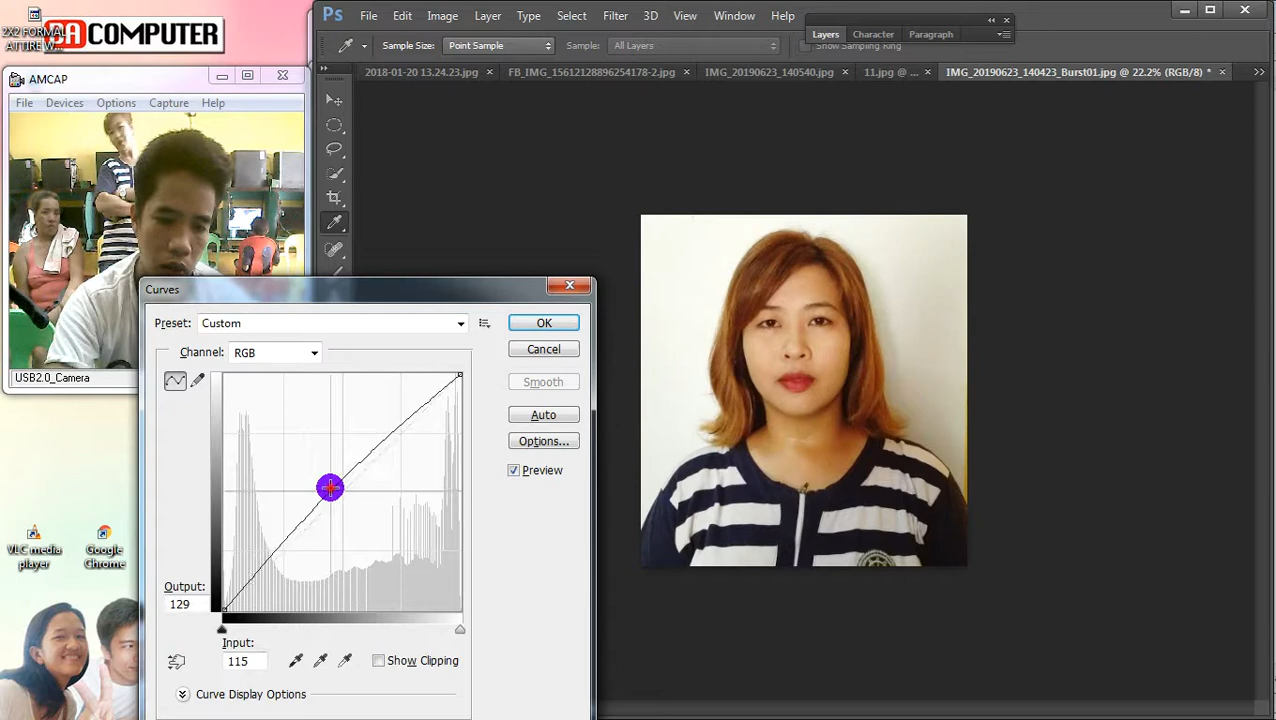 2X2 FORMAL
ATTIRE W...
BA COMPUTER
AMCAP
File Devices Options Capture Help
USB2.0_Camera
VLC media
player
Google
Chrome
Ps File Edit Image Layer Type Select Filter 3D View Window Help
Layers Character Paragraph
Sample Size: Point Sample Sample: All Layers Show Sampling Ring
2018-01-20 13.24.23.jpg × FB_IMG_15612128896254178-2.jpg × IMG_20190623_140540.jpg × 11.jpg @ ... × IMG_20190623_140423_Burst01.jpg @ 22.2% (RGB/8) * ×
Curves
Preset: Custom
OK
Channel: RGB
Cancel
Smooth
Auto
Options...
Preview
Output:
129
Input:
115
Show Clipping
Curve Display Options